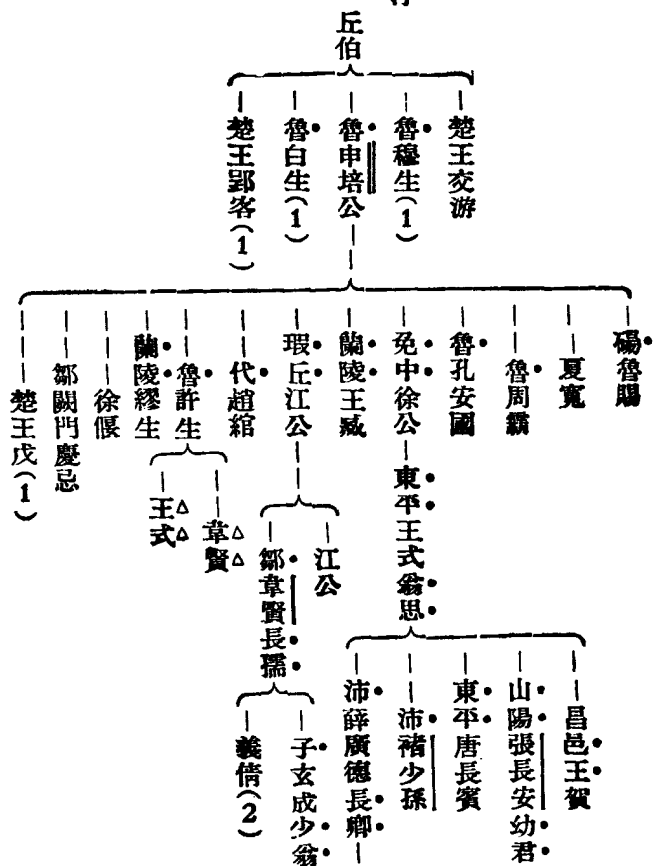 丘伯
楚王交游
魯穆生(1)
魯申培公
魯白生(1)
楚王郢客(1)
碭魯賜
夏寬
魯周霸
魯孔安國
免中徐公
蘭陵王臧
瑕丘江公
代趙綰
魯許生
蘭陵繆生
徐偃
鄒闕門慶忌
楚王戊(1)
東平王式翁思
江公
鄒韋賢長孺
韋賢
王式
昌邑王賀
山陽張長安幼君
東平唐長賓
沛褚少孫
沛薛廣德長卿
子玄成少翁
義倩(2)